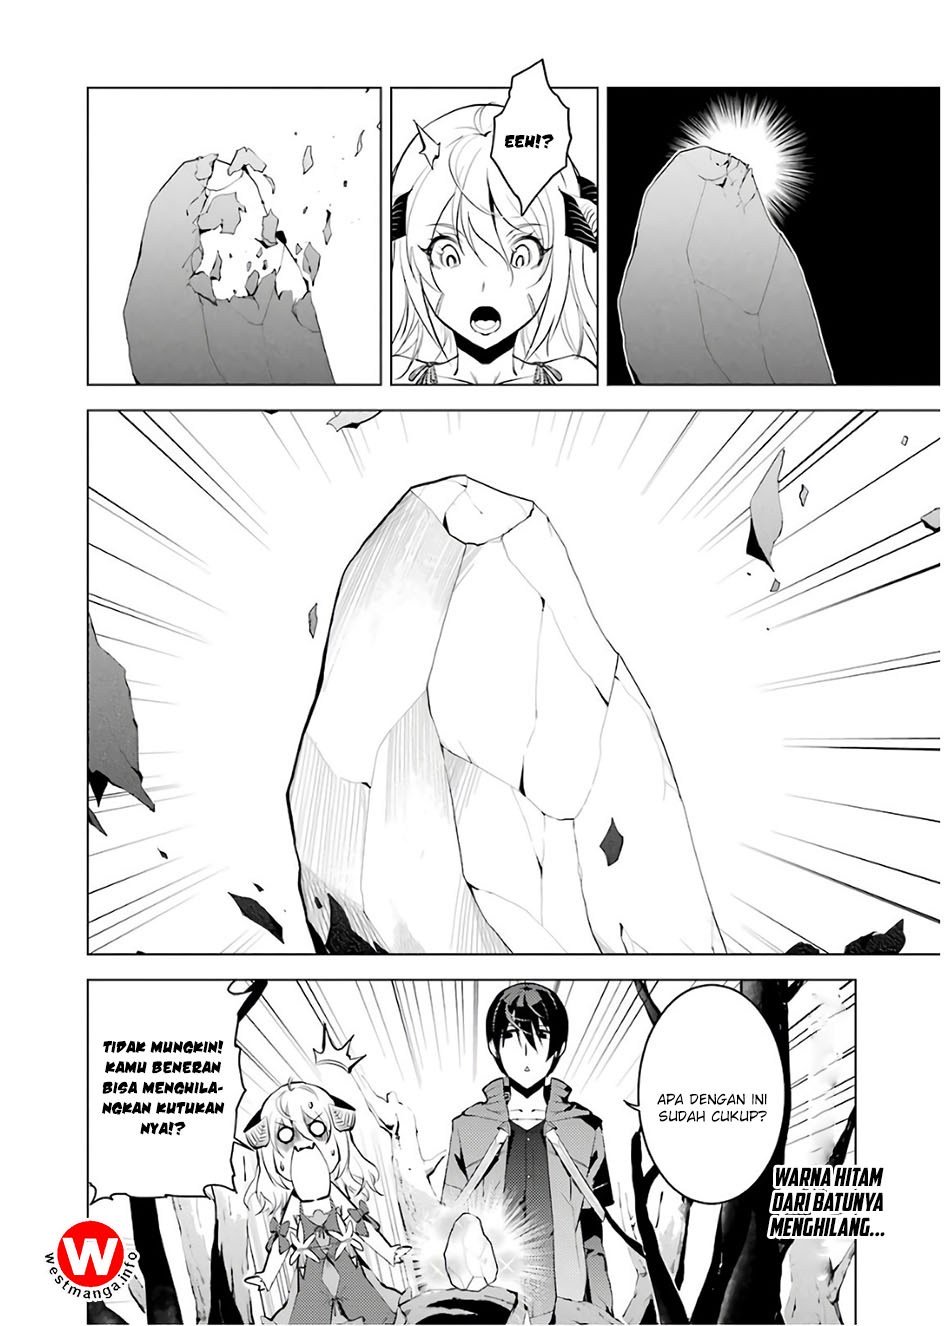 EEH!?
APA DENGAN INI
SUDAH CUKUP?
WARNA HITAM
DARI BATUNYA
MENGHILANG...
TIDAK MUNGKIN!
KAMU BENERAN
BISA MENGHILA-
NGKAN KUTUKAN
NYA!?
W
westmanga.info